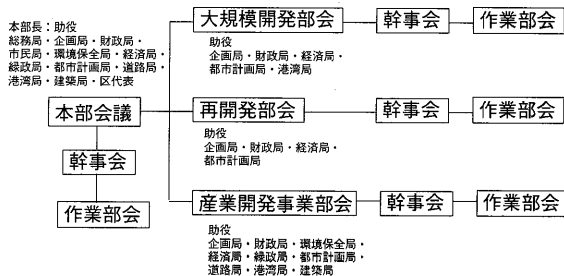 本部長：助役
総務局・企画局・財政局・
市民局・環境保全局・経済局・
緑政局・都市計画局・道路局・
港湾局・建築局・区代表
本部会議
幹事会
作業部会
大規模開発部会
幹事会
作業部会
助役
企画局・財政局・経済局・
都市計画局・港湾局
再開発部会
幹事会
作業部会
助役
企画局・財政局・経済局・
都市計画局
産業開発事業部会
幹事会
作業部会
助役
企画局・財政局・環境保全局・
経済局・緑政局・都市計画局・
道路局・港湾局・建築局